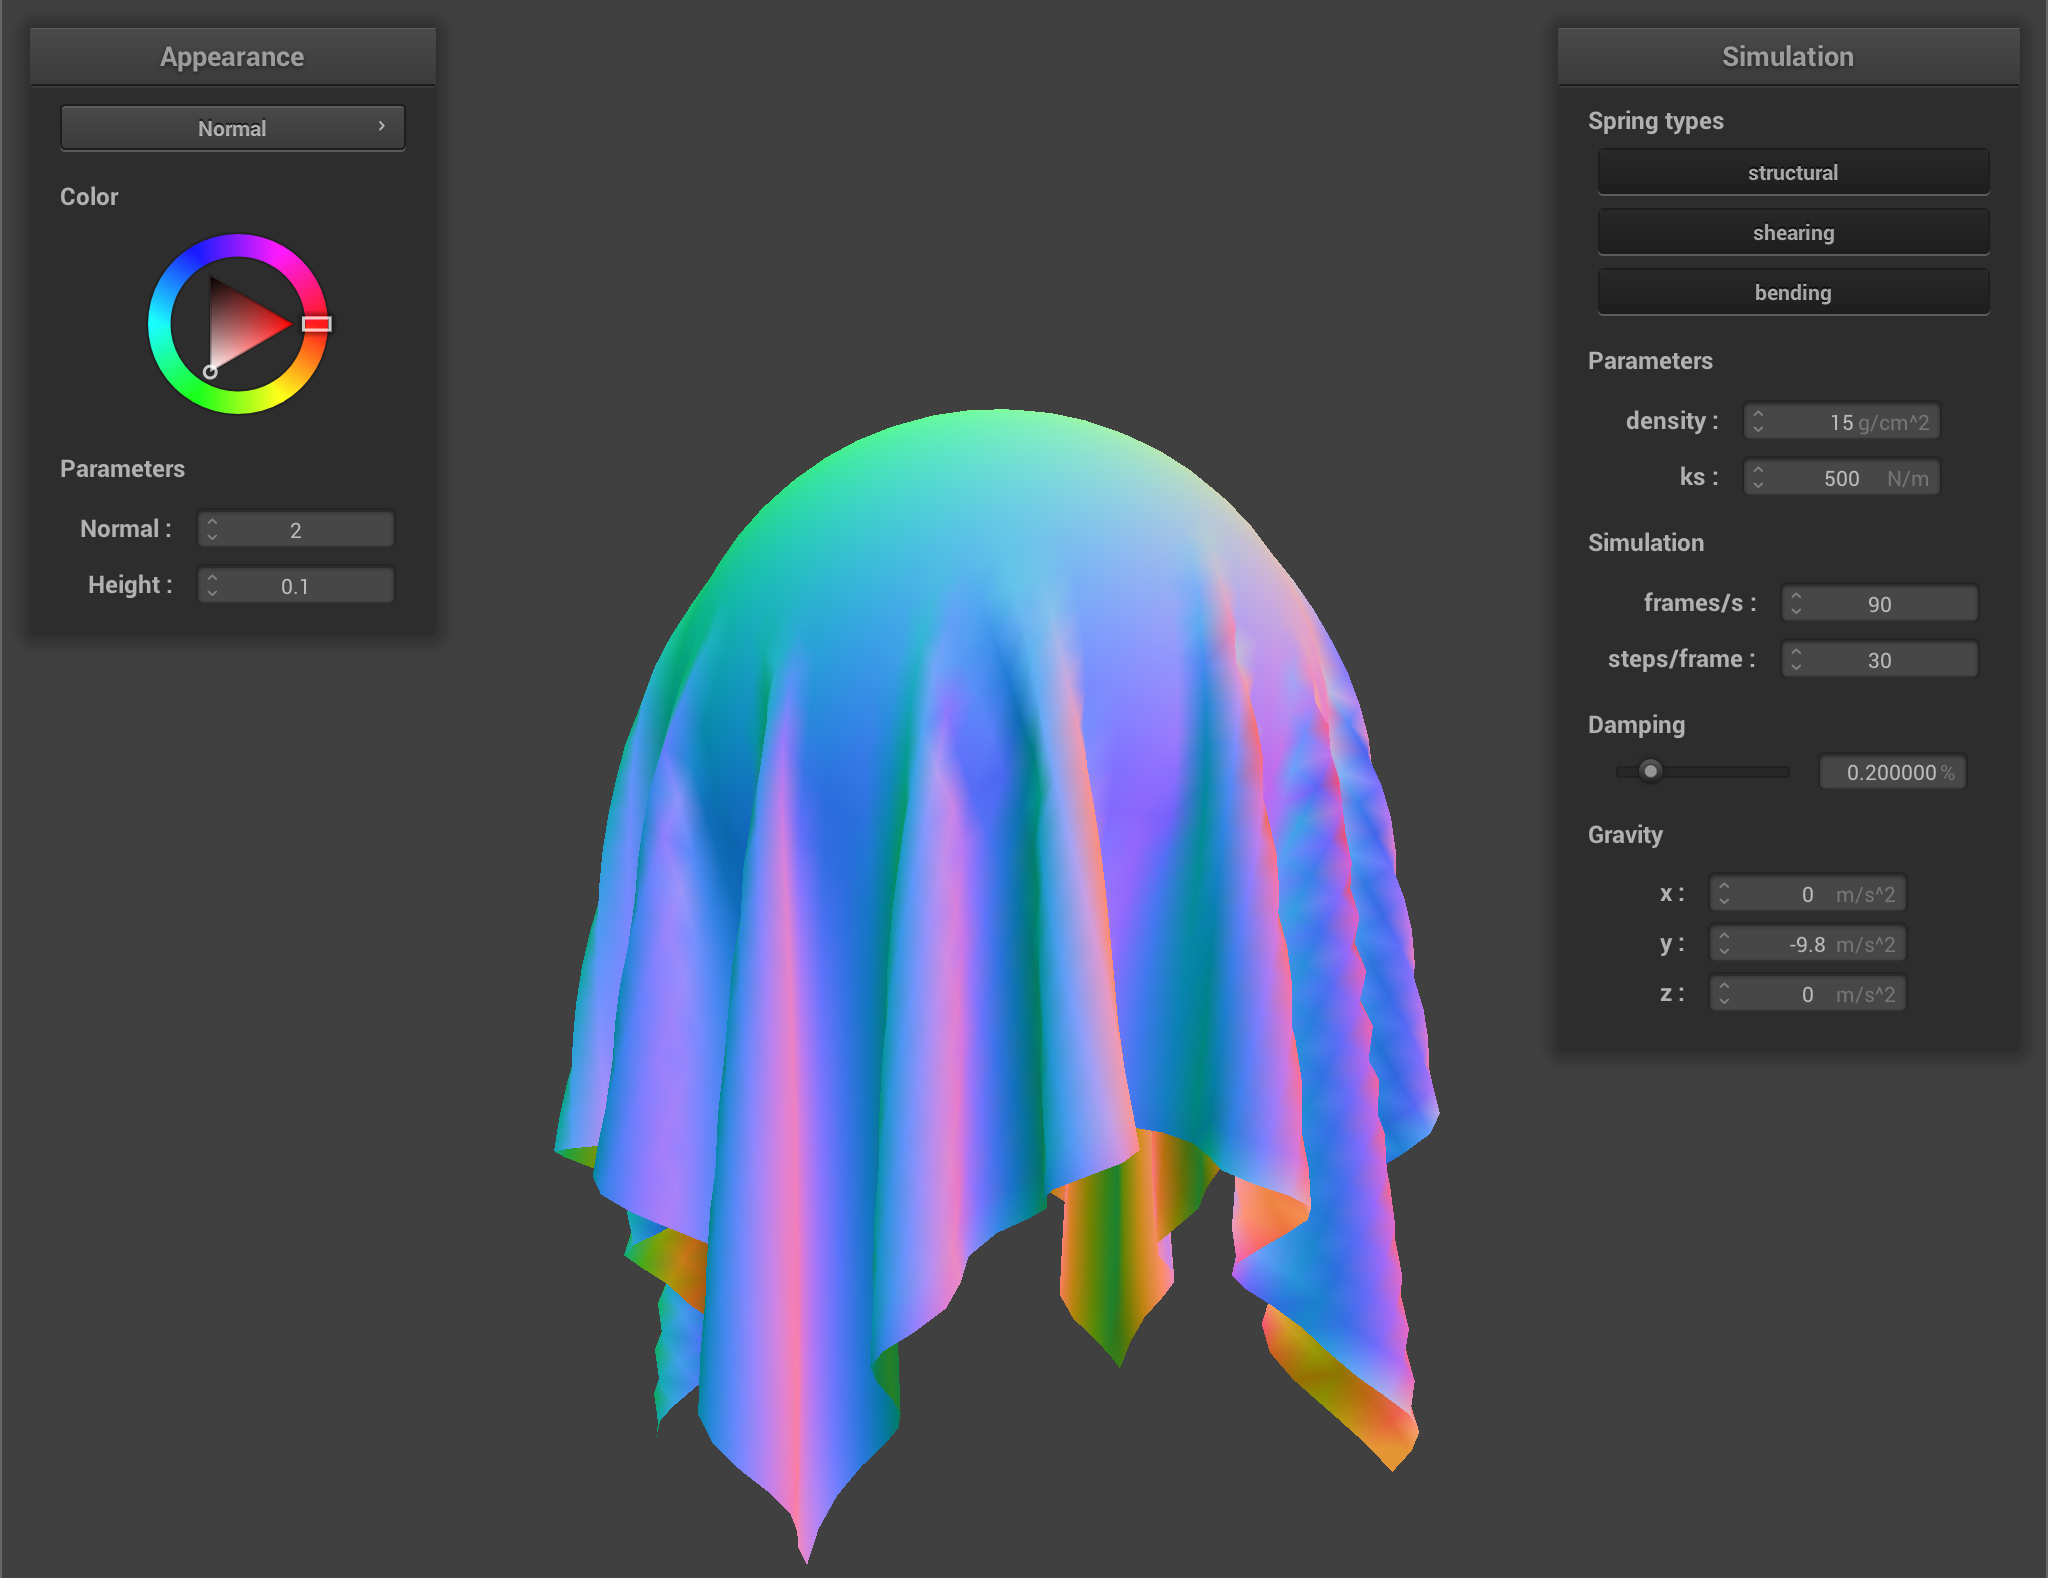 Appearance
Normal
Color
Parameters
Normal : 2
Height : 0.1
Simulation
Spring types
structural
shearing
bending
Parameters
density : 15 g/cm^2
ks : 500 N/m
Simulation
frames/s : 90
steps/frame : 30
Damping
0.200000 %
Gravity
x : 0 m/s^2
y : -9.8 m/s^2
z : 0 m/s^2